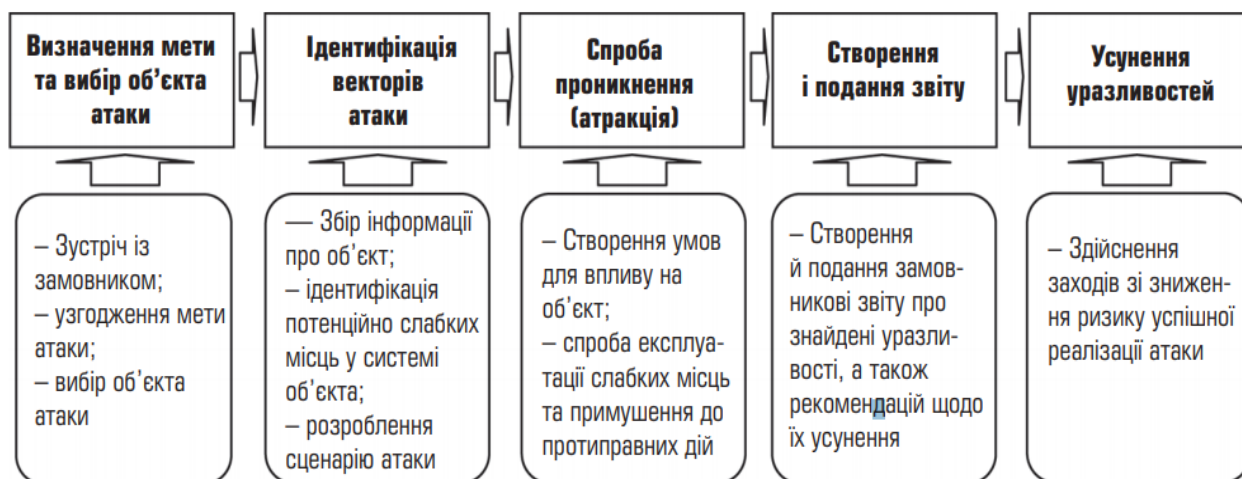 Визначення мети
та вибір об’єкта
атаки
Ідентифікація
векторів
атаки
Спроба
проникнення
(атракція)
Створення
і подання звіту
Усунення
уразливостей
– Зустріч із
замовником;
– узгодження мети
атаки;
– вибір об’єкта
атаки
— Збір інформації
про об’єкт;
– ідентифікація
потенційно слабких
місць у системі
об’єкта;
– розроблення
сценарію атаки
– Створення умов
для впливу на
об’єкт;
– спроба експлуа-
тації слабких місць
та примушення до
протиправних дій
– Створення
й подання замов-
никові звіту про
знайдені уразли-
вості, а також
рекомендацій щодо
їх усунення
– Здійснення
заходів зі знижен-
ня ризику успішної
реалізації атаки